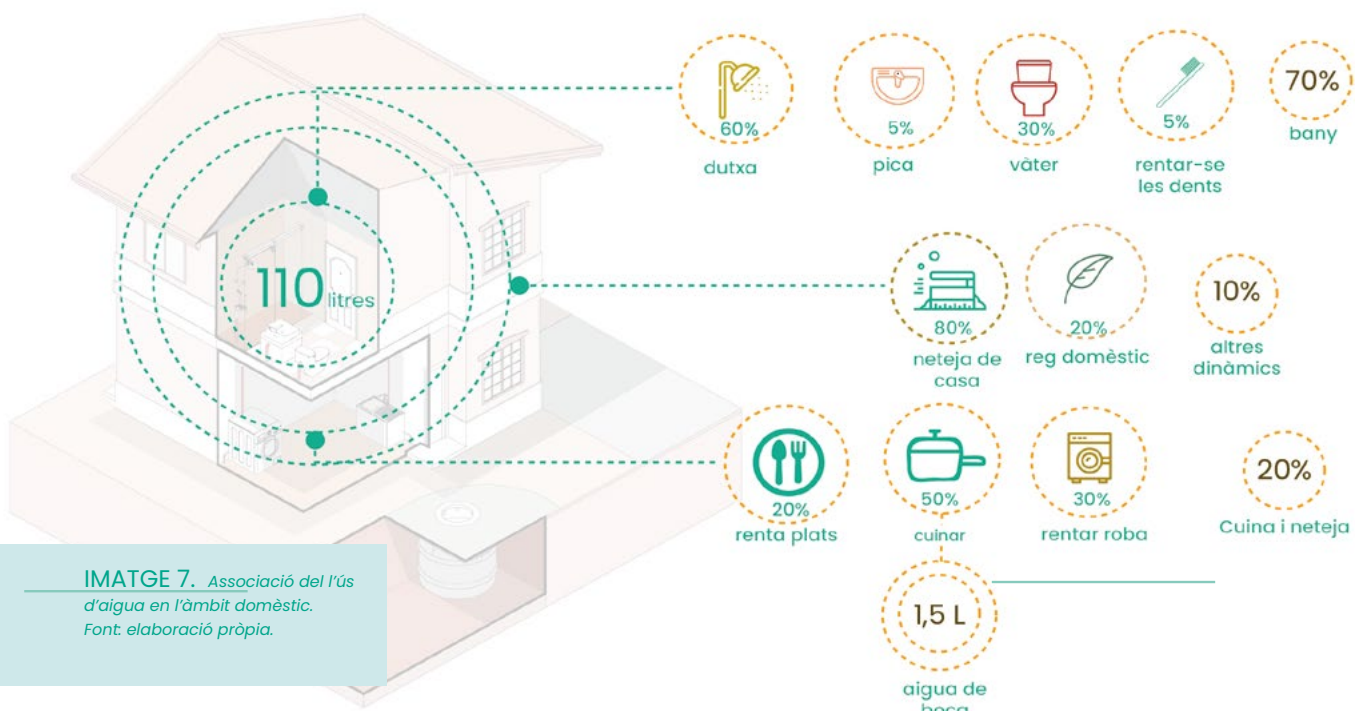 60%
dutxa
5%
pica
30%
vàter
5%
rentar-se
les dents
70%
bany
110 litres
80%
neteja de
casa
20%
reg domèstic
10%
altres
dinàmics
20%
renta plats
50%
cuinar
30%
rentar roba
20%
Cuina i neteja
1,5 L
aigua de
boca
IMATGE 7. Associació del l'ús
d'aigua en l'àmbit domèstic.
Font: elaboració pròpia.